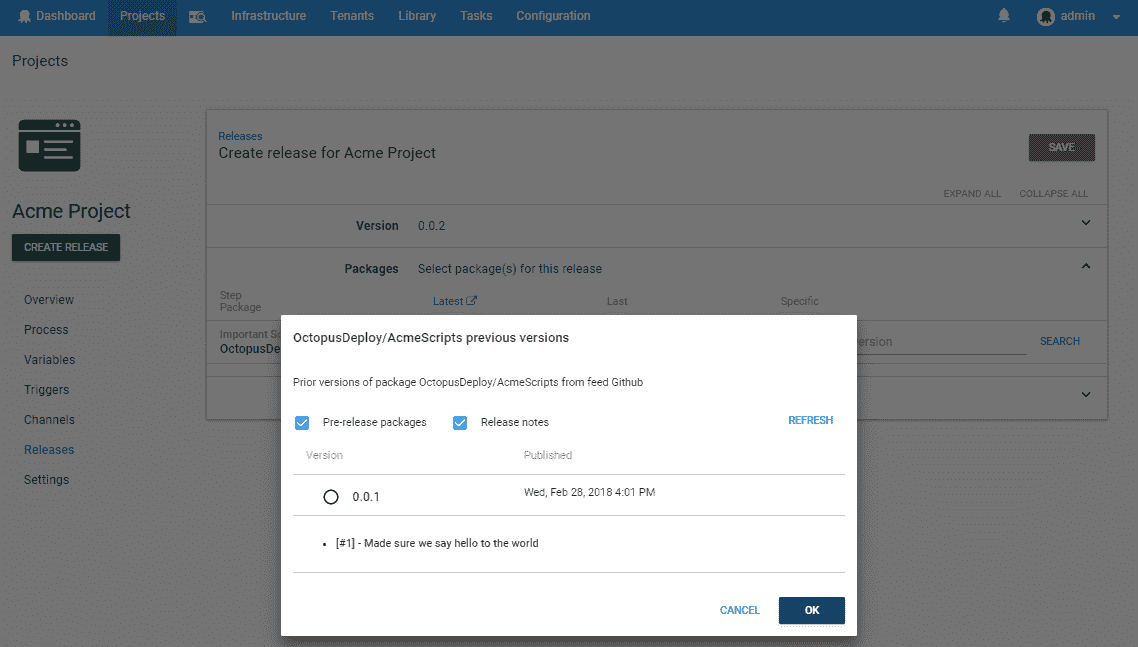 Dashboard Projects Infrastructure Tenants Library Tasks Configuration admin
Projects
Releases
Create release for Acme Project
SAVE
EXPAND ALL COLLAPSE ALL
Acme Project
CREATE RELEASE
Overview
Process
Variables
Triggers
Channels
Releases
Settings
Version 0.0.2
Packages Select package(s) for this release
Step
Package
Latest Last Specific
Important
OctopusDe
ersion
SEARCH
OctopusDeploy/AcmeScripts previous versions
Prior versions of package OctopusDeploy/AcmeScripts from feed Github
Pre-release packages Release notes REFRESH
Version Published
0.0.1 Wed, Feb 28, 2018 4:01 PM
• [#1] - Made sure we say hello to the world
CANCEL OK